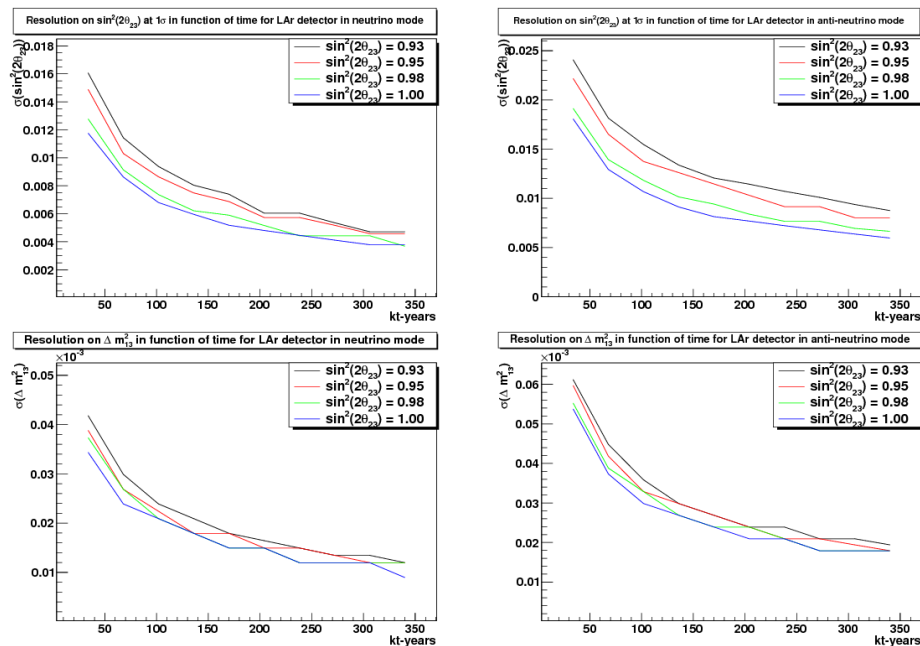 Resolution on sin²(2θ₂₃) at 1σ in function of time for LAr detector in neutrino mode
σ(sin²(2θ₂₃))
0.018
0.016
0.014
0.012
0.01
0.008
0.006
0.004
0.002
sin²(2θ₂₃) = 0.93
sin²(2θ₂₃) = 0.95
sin²(2θ₂₃) = 0.98
sin²(2θ₂₃) = 1.00
50 100 150 200 250 300 350
kt-years
Resolution on sin²(2θ₂₃) at 1σ in function of time for LAr detector in anti-neutrino mode
σ(sin²(2θ₂₃))
0.025
0.02
0.015
0.01
0.005
0
sin²(2θ₂₃) = 0.93
sin²(2θ₂₃) = 0.95
sin²(2θ₂₃) = 0.98
sin²(2θ₂₃) = 1.00
50 100 150 200 250 300 350
kt-years
Resolution on Δ m²₁₃ in function of time for LAr detector in neutrino mode
×10⁻³
σ(Δ m²₁₃)
0.05
0.04
0.03
0.02
0.01
sin²(2θ₂₃) = 0.93
sin²(2θ₂₃) = 0.95
sin²(2θ₂₃) = 0.98
sin²(2θ₂₃) = 1.00
50 100 150 200 250 300 350
kt-years
Resolution on Δ m²₁₃ in function of time for LAr detector in anti-neutrino mode
×10⁻³
σ(Δ m²₁₃)
0.06
0.05
0.04
0.03
0.02
0.01
sin²(2θ₂₃) = 0.93
sin²(2θ₂₃) = 0.95
sin²(2θ₂₃) = 0.98
sin²(2θ₂₃) = 1.00
50 100 150 200 250 300 350
kt-years